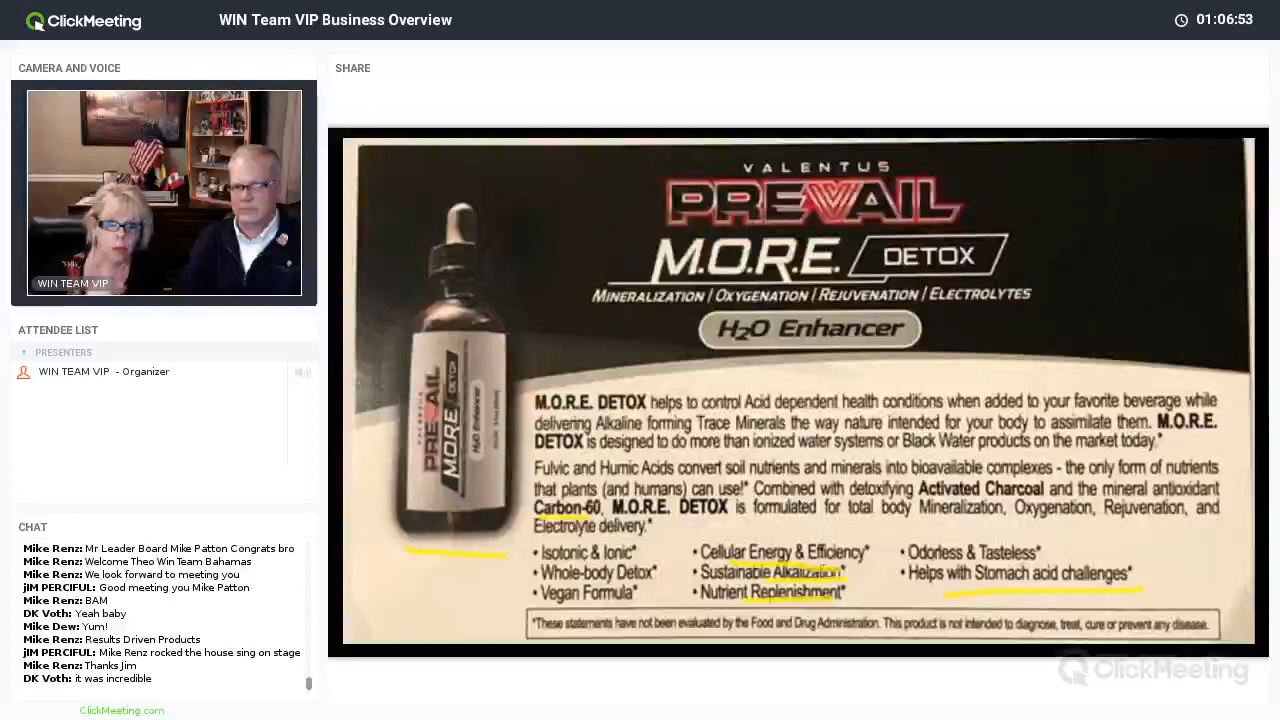 ClickMeeting
WIN Team VIP Business Overview
01:06:53
CAMERA AND VOICE
WIN TEAM VIP
ATTENDEE LIST
PRESENTERS
WIN TEAM VIP - Organizer
CHAT
Mike Renz: Mr Leader Board Mike Patton Congrats bro
Mike Renz: Welcome Theo Win Team Bahamas
Mike Renz: We look forward to meeting you
jIM PERCIFUL: Good meeting you Mike Patton
Mike Renz: BAM
DK Voth: Yeah baby
Mike Dew: Yum!
Mike Renz: Results Driven Products
jIM PERCIFUL: Mike Renz rocked the house sing on stage
Mike Renz: Thanks Jim
DK Voth: it was incredible
ClickMeeting.com
SHARE
VALENTUS
PREVAIL
M.O.R.E. DETOX
MINERALIZATION / OXYGENATION / REJUVENATION / ELECTROLYTES
H2O Enhancer
PREVAIL
M.O.R.E. DETOX
H2O Enhancer
M.O.R.E. DETOX helps to control Acid dependent health conditions when added to your favorite beverage while
delivering Alkaline forming Trace Minerals the way nature intended for your body to assimilate them. M.O.R.E.
DETOX is designed to do more than ionized water systems or Black Water products on the market today.*
Fulvic and Humic Acids convert soil nutrients and minerals into bioavailable complexes - the only form of nutrients
that plants (and humans) can use!* Combined with detoxifying Activated Charcoal and the mineral antioxidant
Carbon-60, M.O.R.E. DETOX is formulated for total body Mineralization, Oxygenation, Rejuvenation, and
Electrolyte delivery.*
• Isotonic & Ionic*
• Whole-body Detox*
• Vegan Formula*
• Cellular Energy & Efficiency*
• Sustainable Alkalization*
• Nutrient Replenishment*
• Odorless & Tasteless*
• Helps with Stomach acid challenges*
*These statements have not been evaluated by the Food and Drug Administration. This product is not intended to diagnose, treat, cure or prevent any disease.
ClickMeeting